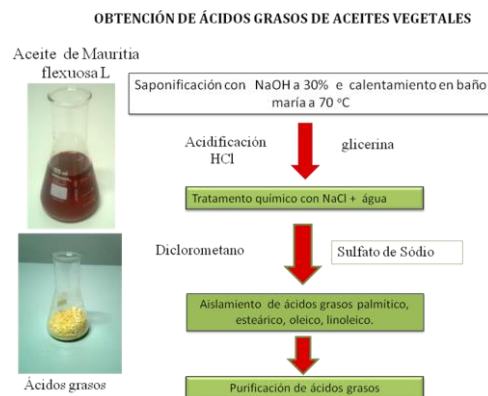 OBTENCIÓN DE ÁCIDOS GRASOS DE ACEITES VEGETALES
Aceite de Mauritia
flexuosa L
Saponificación con NaOH a 30% e calentamiento en baño
maría a 70 ºC
Acidificación
HCl
glicerina
Tratamento químico con NaCl + água
Diclorometano
Sulfato de Sódio
Aislamiento de ácidos grasos palmítico,
esteárico, oleico, linoleico.
Ácidos grasos
Purificación de ácidos grasos